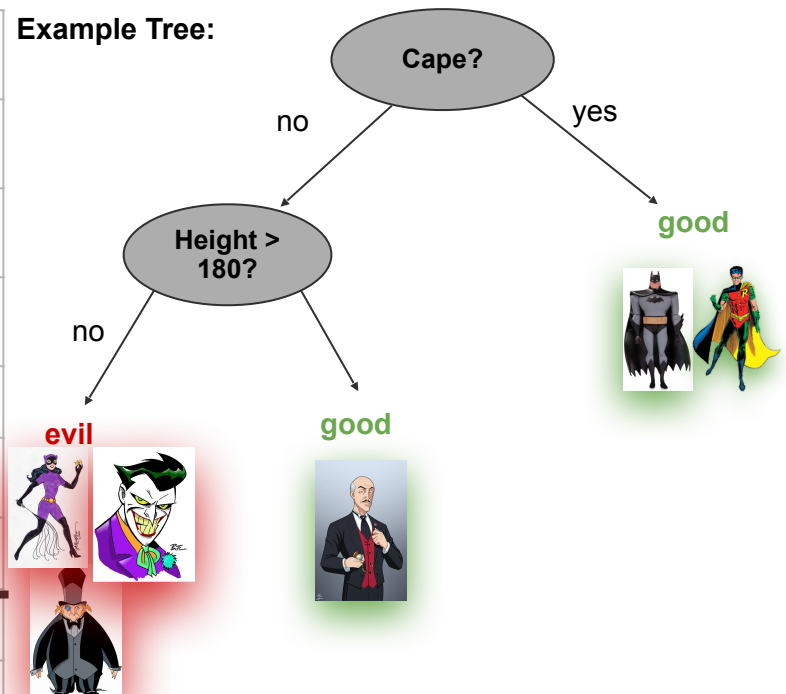 Example Tree:
Cape?
no
yes
Height >
180?
good
no
evil
good
R